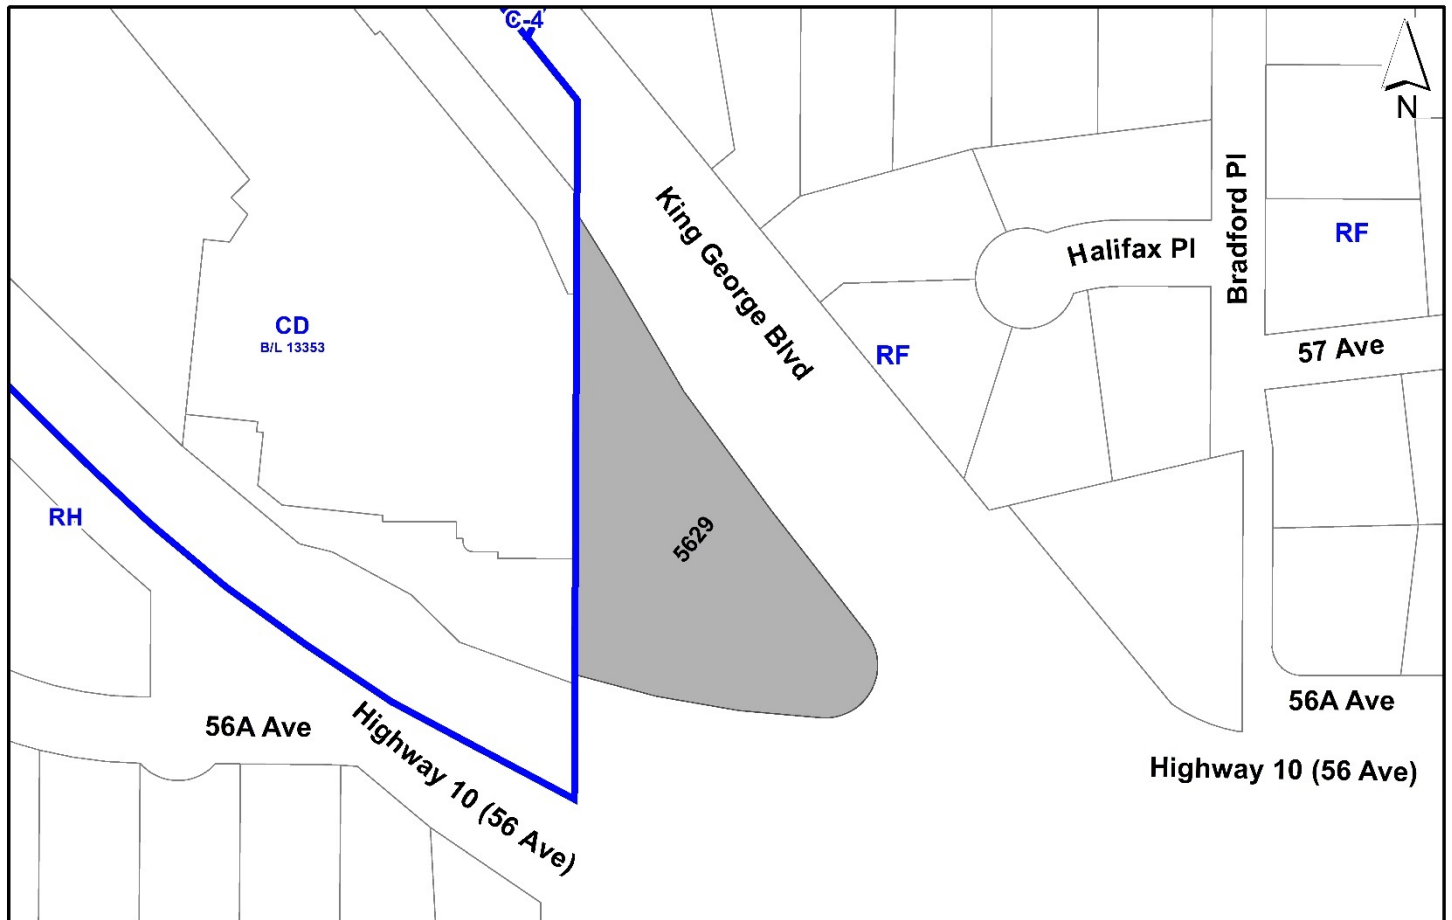 C-4
N
King George Blvd
Bradford Pl
Halifax Pl
RF
CD
B/L 13353
RF
57 Ave
RH
5629
56A Ave
Highway 10 (56 Ave)
56A Ave
Highway 10 (56 Ave)